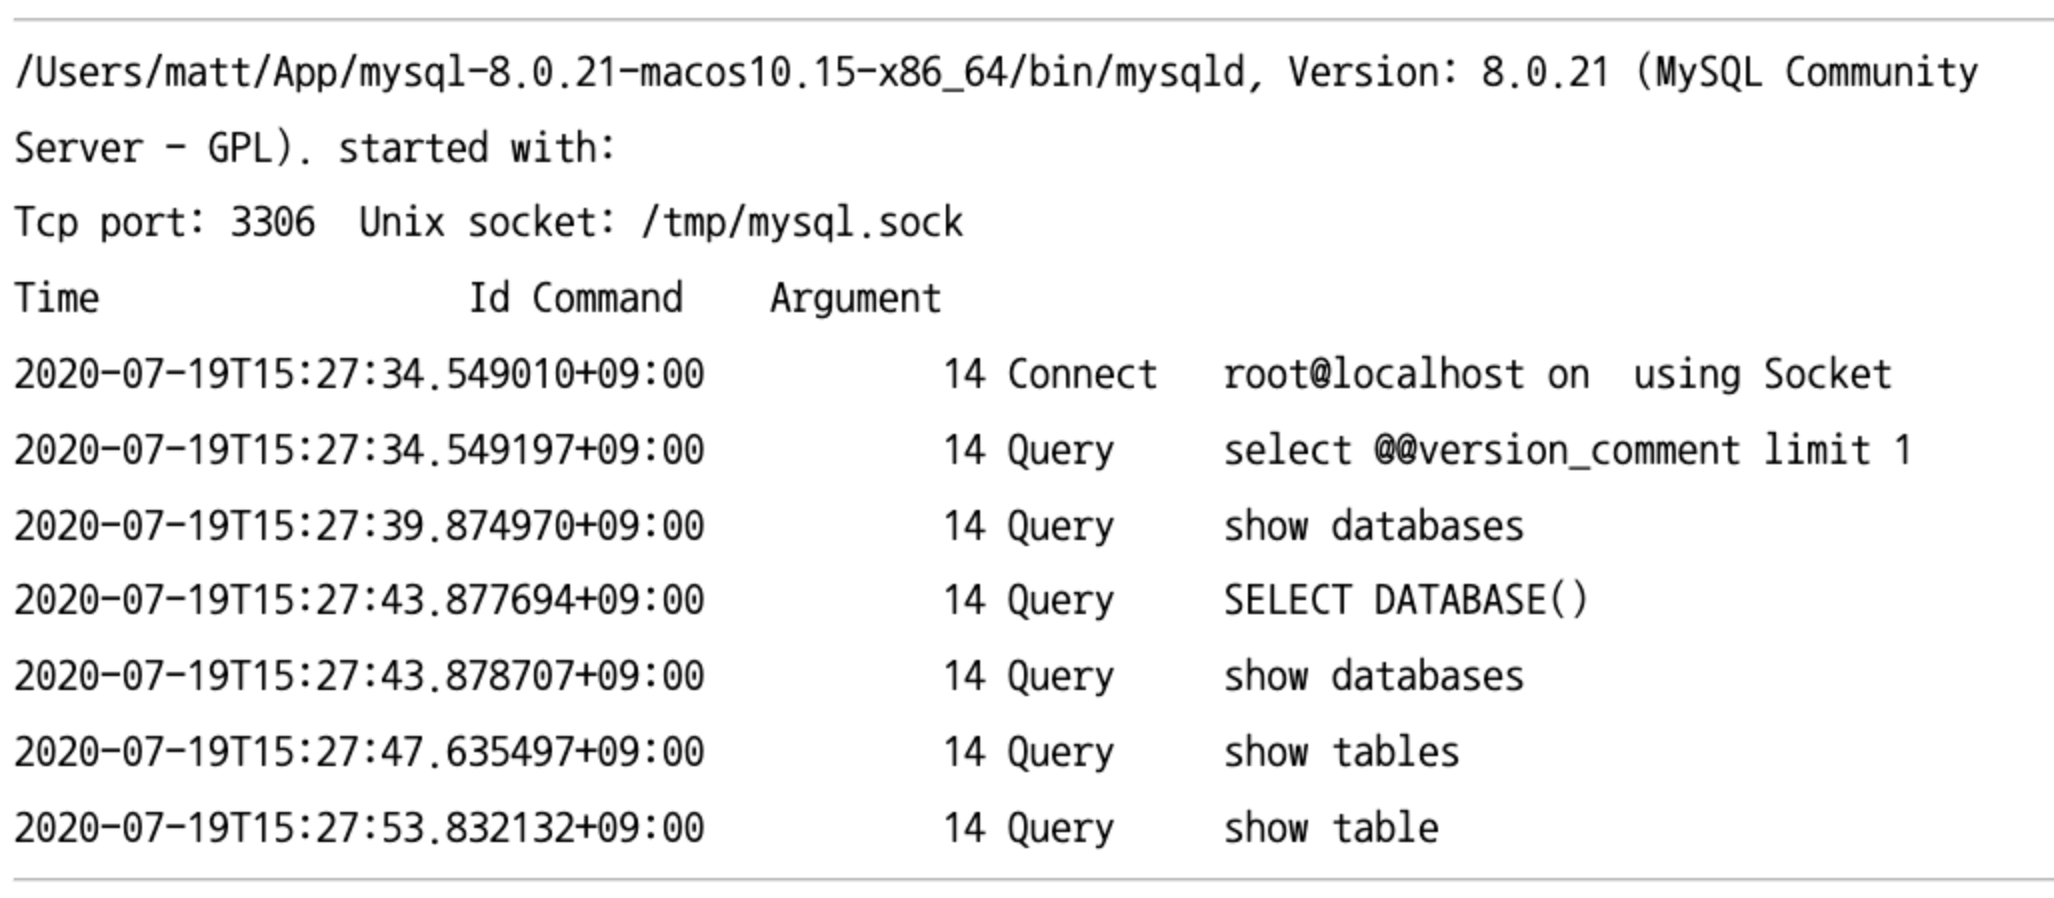 /Users/matt/App/mysql-8.0.21-macos10.15-x86_64/bin/mysqld, Version: 8.0.21 (MySQL Community
Server - GPL). started with:
Tcp port: 3306  Unix socket: /tmp/mysql.sock
Time                 Id Command    Argument
2020-07-19T15:27:34.549010+09:00           14 Connect   root@localhost on  using Socket
2020-07-19T15:27:34.549197+09:00           14 Query     select @@version_comment limit 1
2020-07-19T15:27:39.874970+09:00           14 Query     show databases
2020-07-19T15:27:43.877694+09:00           14 Query     SELECT DATABASE()
2020-07-19T15:27:43.878707+09:00           14 Query     show databases
2020-07-19T15:27:47.635497+09:00           14 Query     show tables
2020-07-19T15:27:53.832132+09:00           14 Query     show table